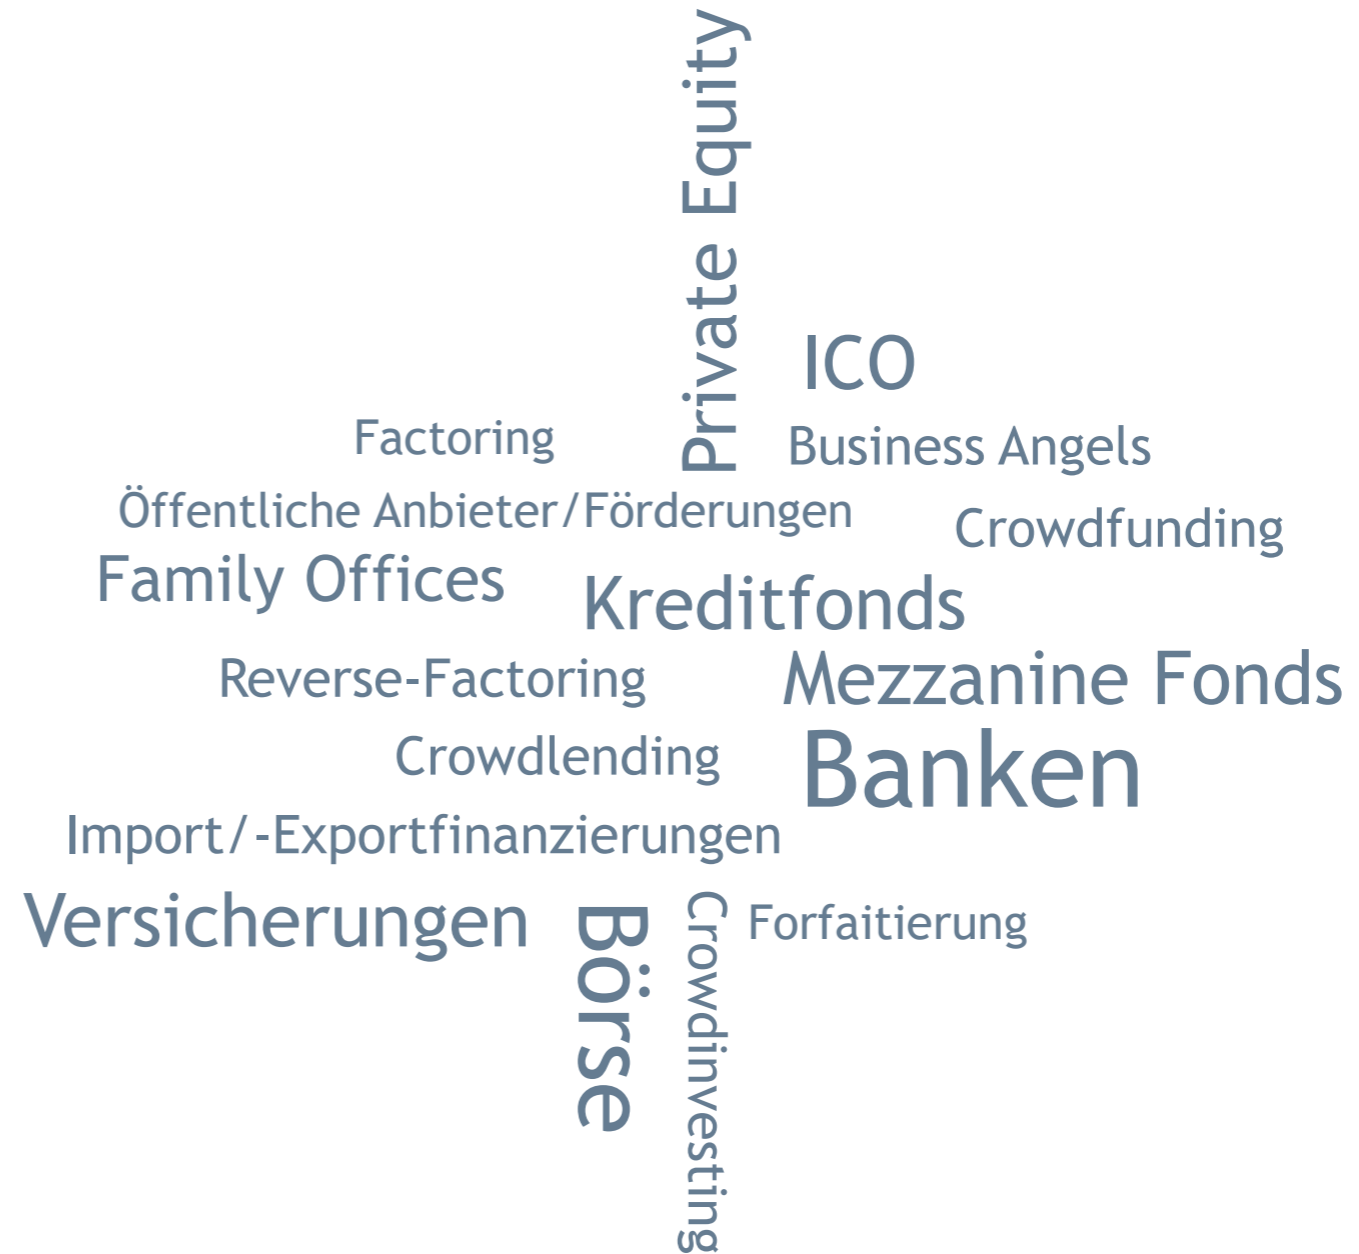 Private Equity
ICO
Factoring
Business Angels
Öffentliche Anbieter/Förderungen
Crowdfunding
Family Offices
Kreditfonds
Reverse-Factoring
Mezzanine Fonds
Crowdlending
Banken
Import/-Exportfinanzierungen
Versicherungen
Börse
Crowdinvesting
Forfaitierung